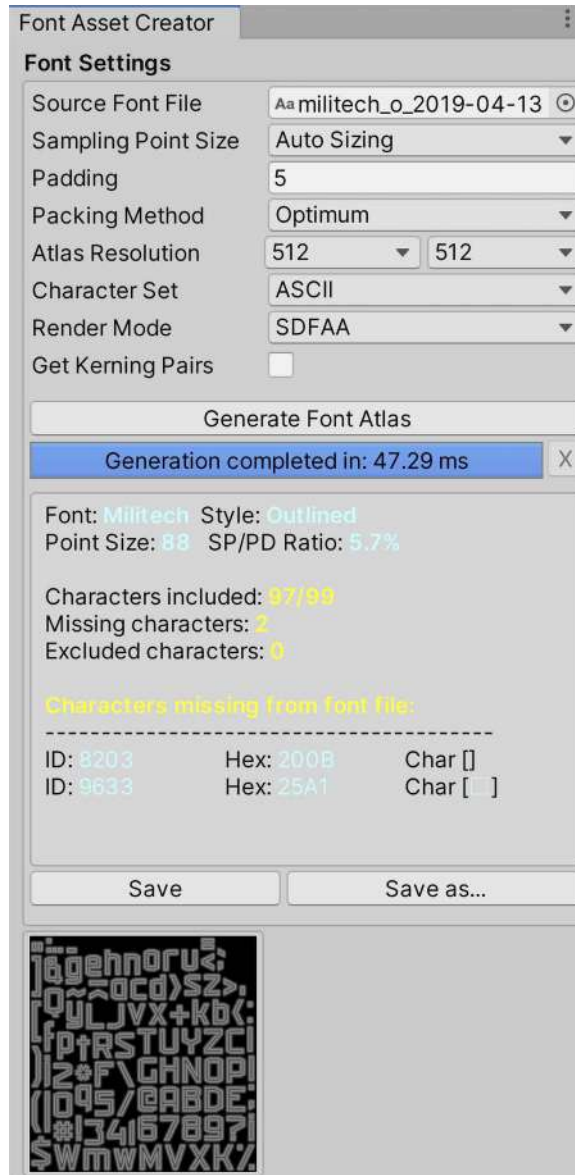 Font Asset Creator
Font Settings
Source Font File Aa militech_o_2019-04-13
Sampling Point Size Auto Sizing
Padding 5
Packing Method Optimum
Atlas Resolution 512 512
Character Set ASCII
Render Mode SDFAA
Get Kerning Pairs
Generate Font Atlas
Generation completed in: 47.29 ms X
Font: Militech Style: Outlined
Point Size: 88 SP/PD Ratio: 5.7%
Characters included: 97/99
Missing characters: 2
Excluded characters: 0
Characters missing from font file:
----------------------------------------
ID: 8203 Hex: 200B Char []
ID: 9633 Hex: 25A1 Char [□]
Save Save as...